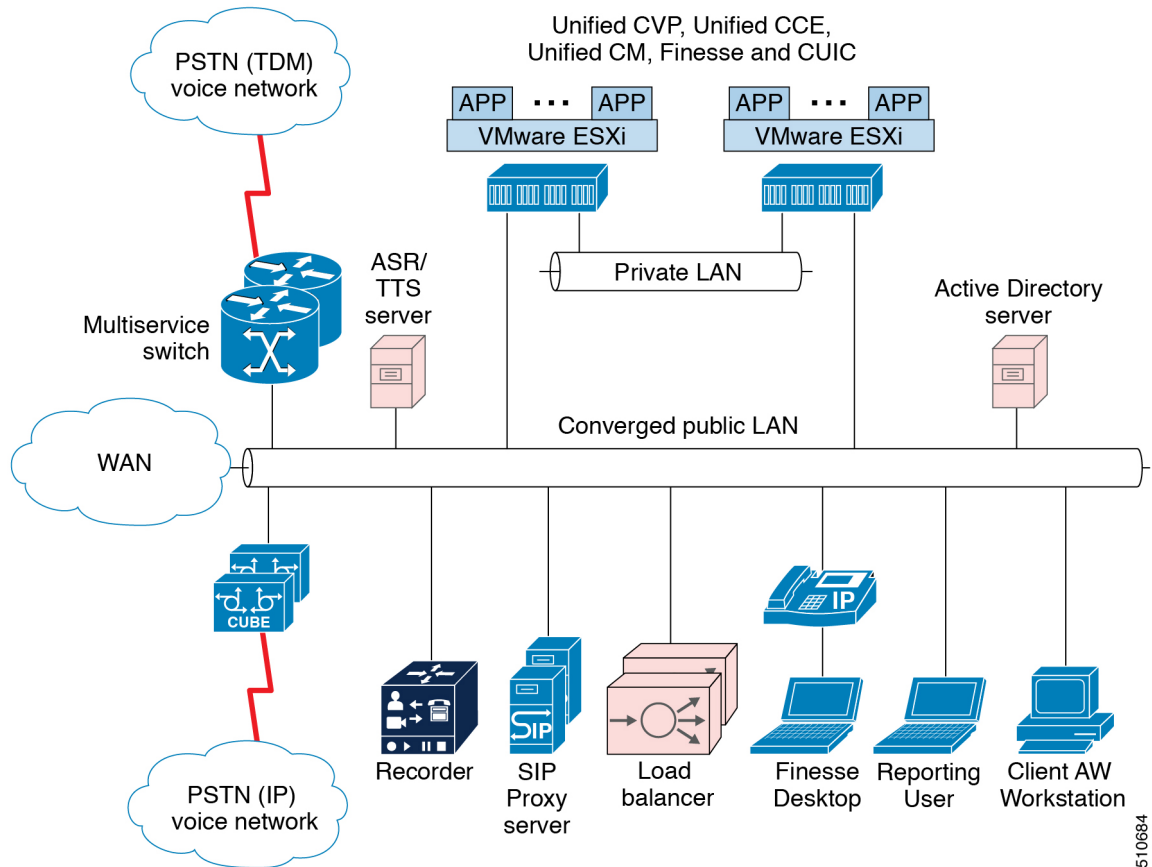 Unified CVP, Unified CCE,
Unified CM, Finesse and CUIC
PSTN (TDM)
voice network
APP
APP
VMware ESXi
APP
APP
VMware ESXi
Private LAN
ASR/
TTS
server
Active Directory
server
Multiservice
switch
Converged public LAN
WAN
CUBE
IP
SIP
Recorder
SIP
Proxy
server
Load
balancer
Finesse
Desktop
Reporting
User
Client AW
Workstation
PSTN (IP)
voice network
510684